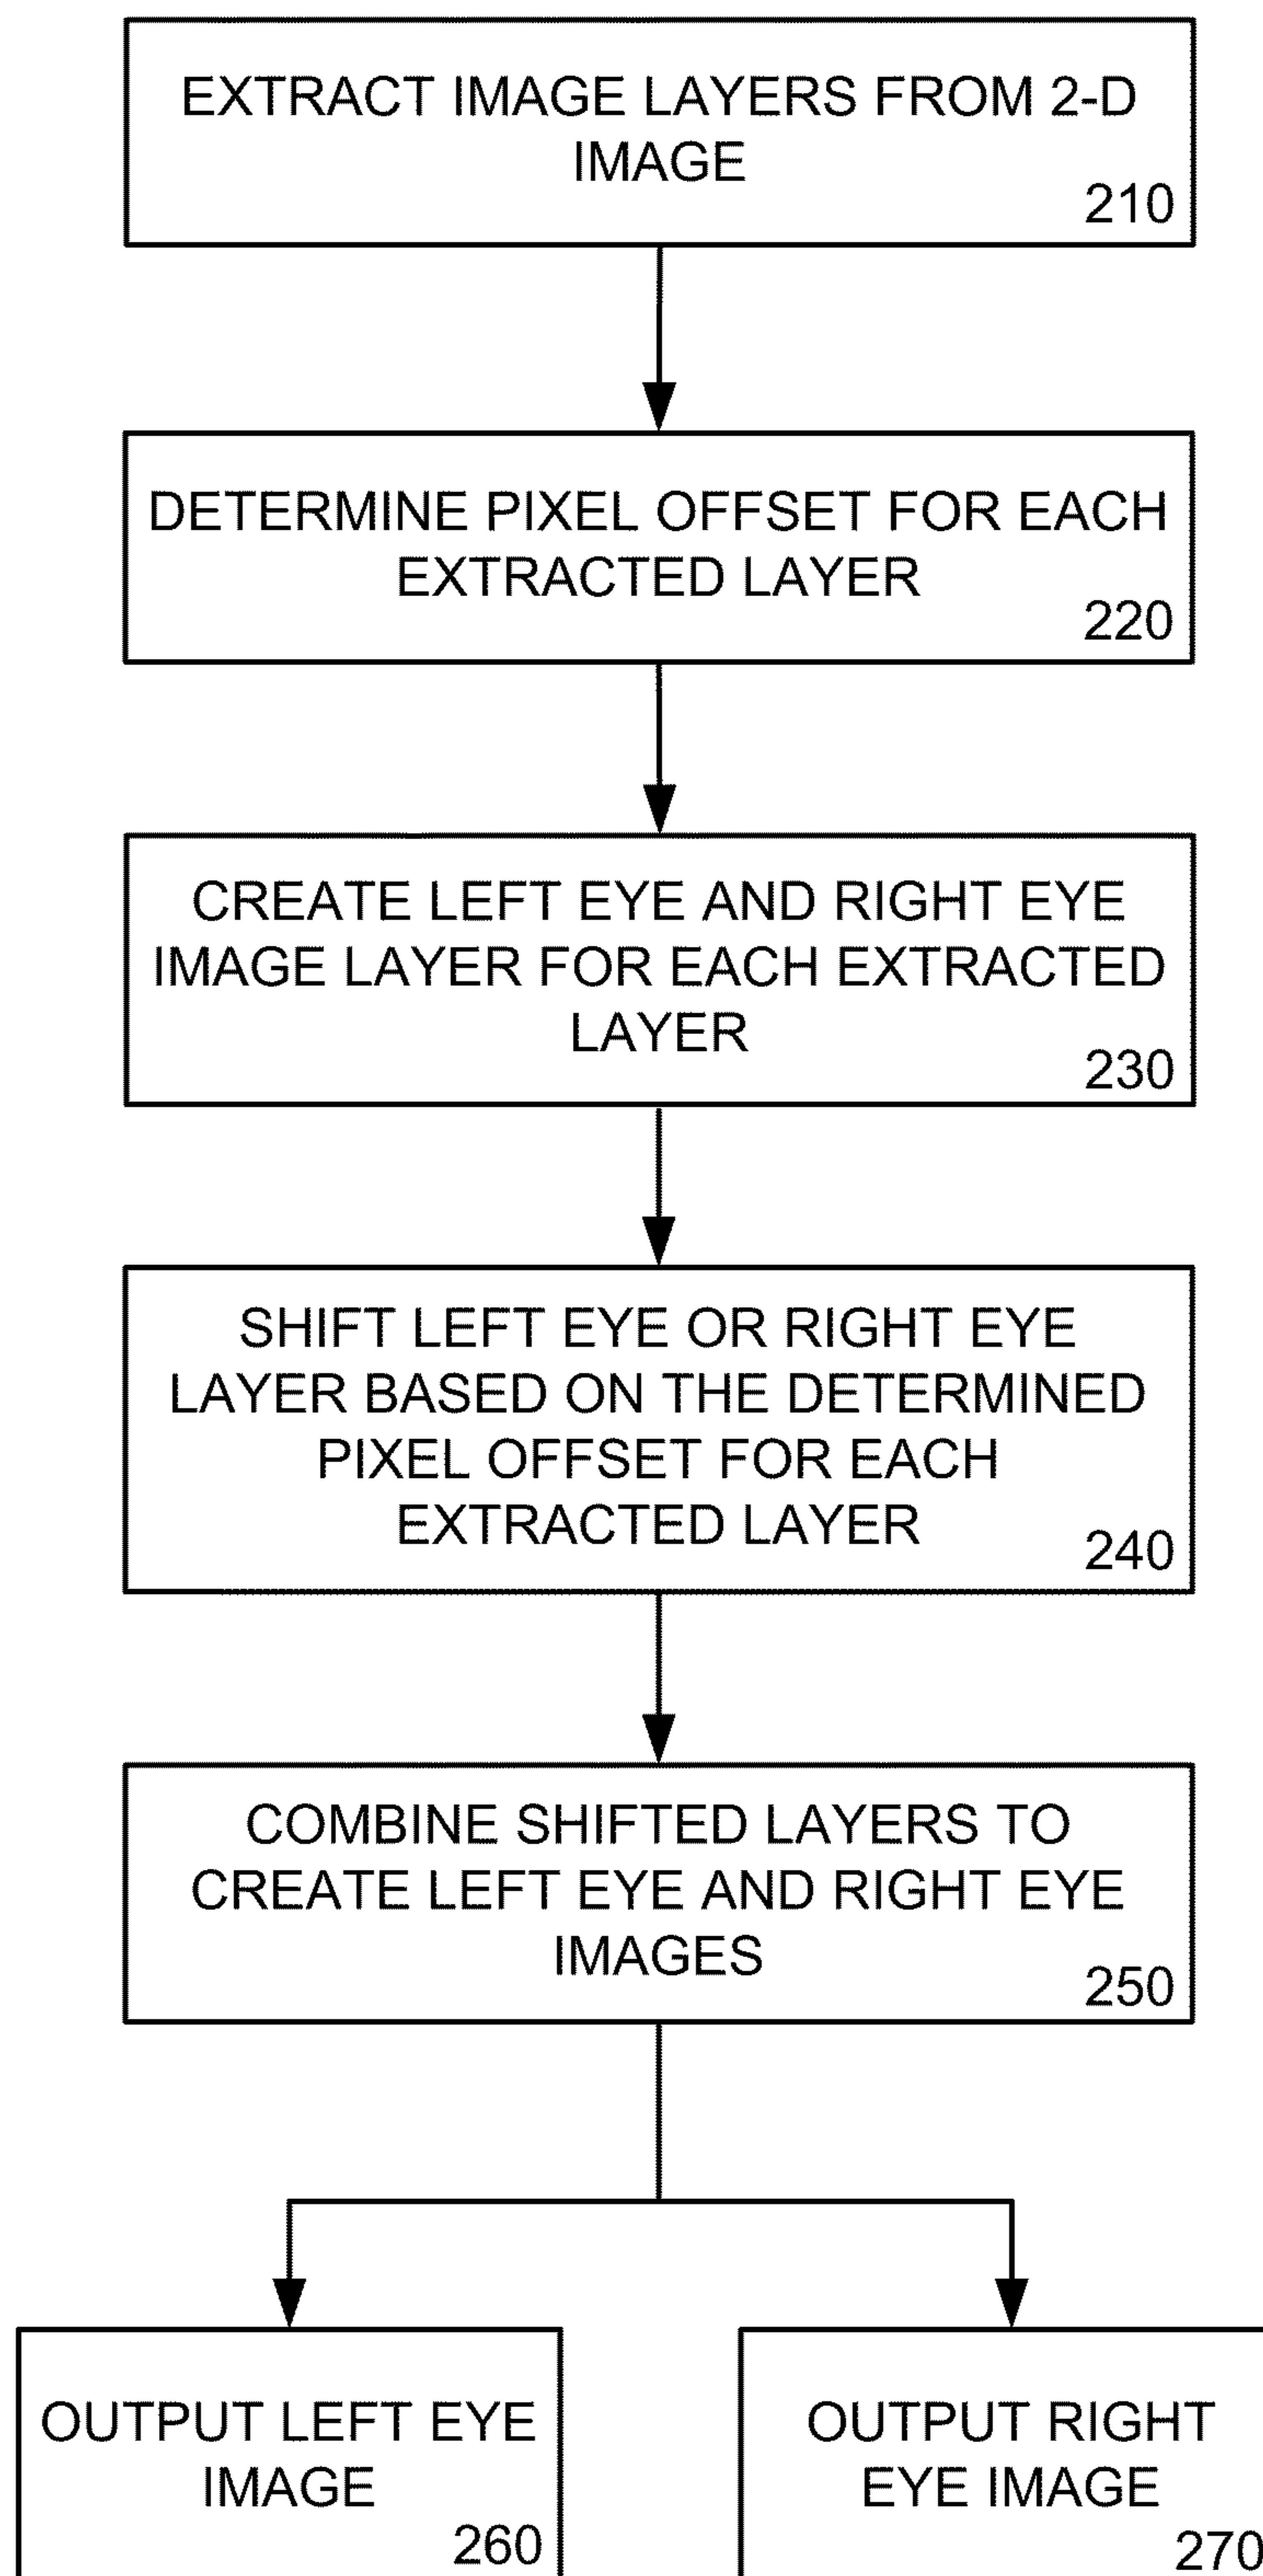 EXTRACT IMAGE LAYERS FROM 2-D
IMAGE
210
DETERMINE PIXEL OFFSET FOR EACH
EXTRACTED LAYER
220
CREATE LEFT EYE AND RIGHT EYE
IMAGE LAYER FOR EACH EXTRACTED
LAYER
230
SHIFT LEFT EYE OR RIGHT EYE
LAYER BASED ON THE DETERMINED
PIXEL OFFSET FOR EACH
EXTRACTED LAYER
240
COMBINE SHIFTED LAYERS TO
CREATE LEFT EYE AND RIGHT EYE
IMAGES
250
OUTPUT LEFT EYE
IMAGE
260
OUTPUT RIGHT
EYE IMAGE
270